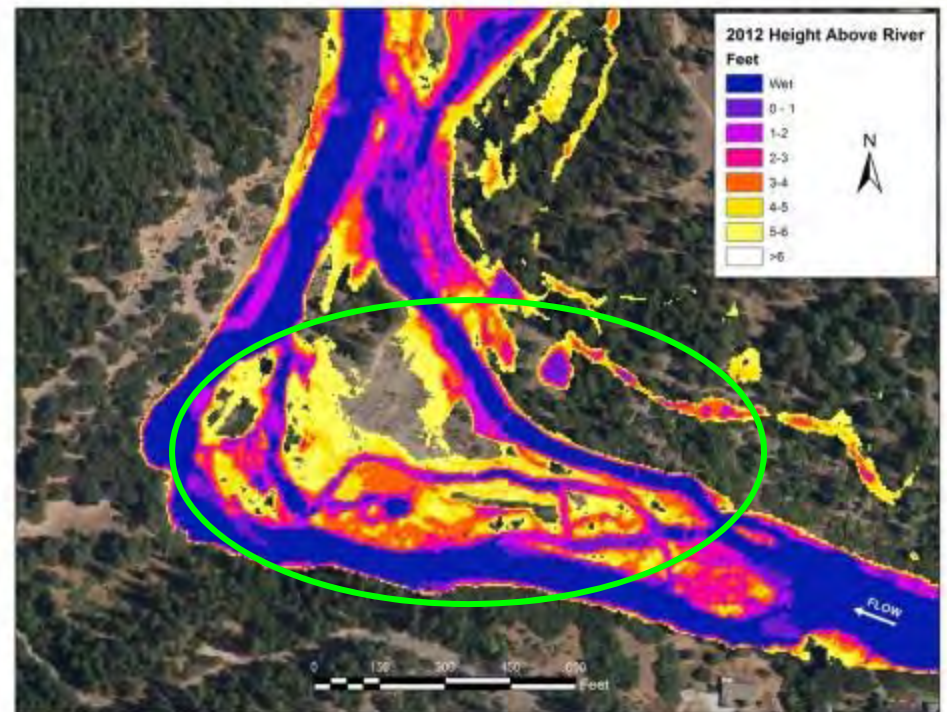 2012 Height Above River
Feet
Wet
0 - 1
1-2
2-3
3-4
4-5
5-6
>6
N
FLOW
0 150 300 450 600
Feet